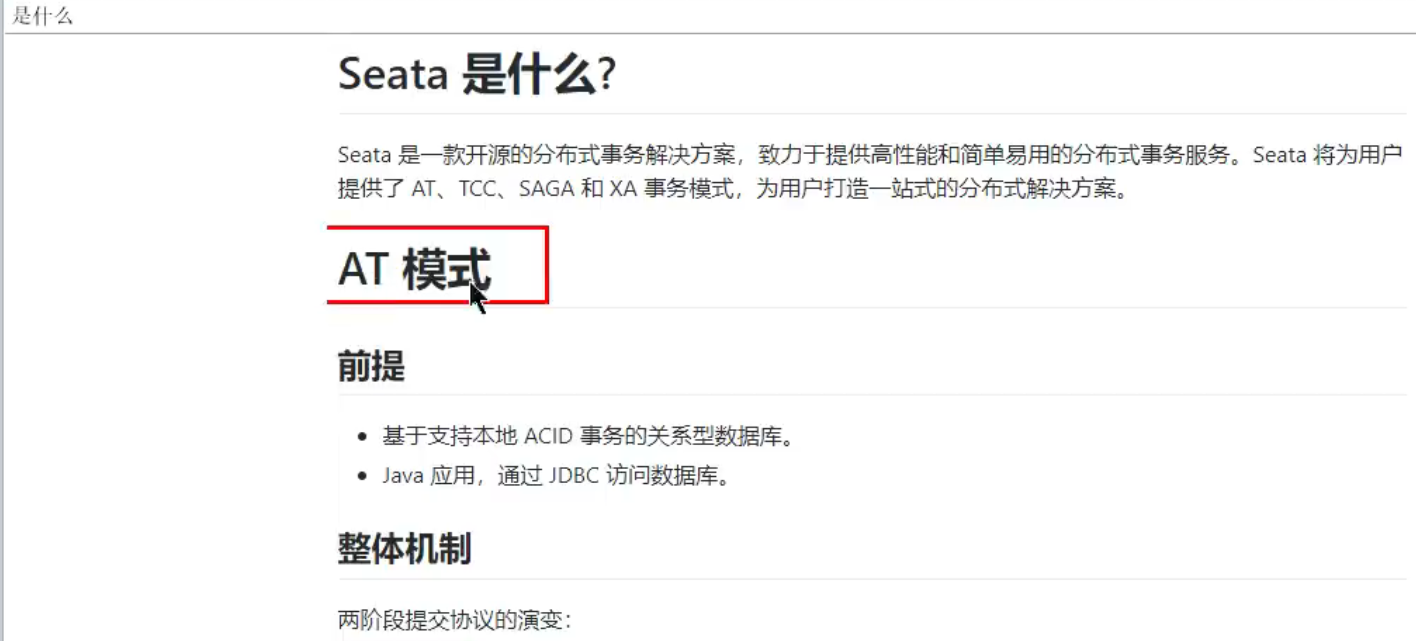 是什么
Seata 是什么?
Seata 是一款开源的分布式事务解决方案，致力于提供高性能和简单易用的分布式事务服务。Seata 将为用户
提供了 AT、TCC、SAGA 和 XA 事务模式，为用户打造一站式的分布式解决方案。
AT 模式
前提
• 基于支持本地 ACID 事务的关系型数据库。
• Java 应用，通过 JDBC 访问数据库。
整体机制
两阶段提交协议的演变：